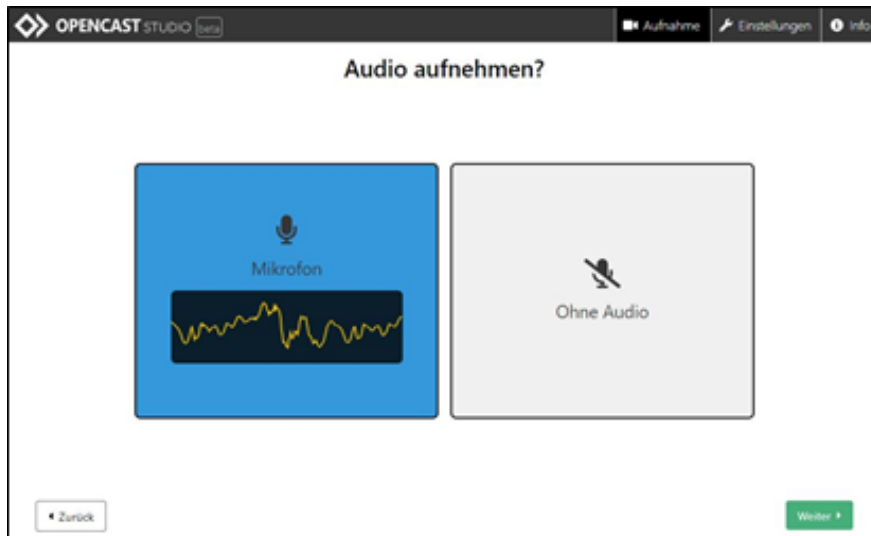 OPENCAST STUDIO beta Aufnahme Einstellungen Info
Audio aufnehmen?
Mikrofon
Ohne Audio
Zurück
Weiter